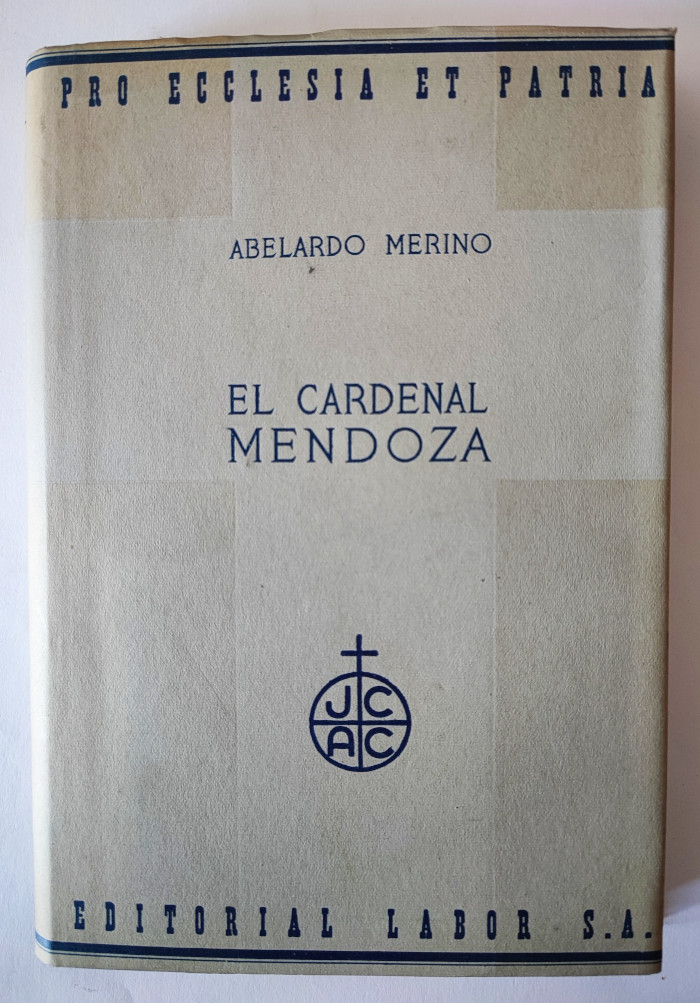 PRO ECCLESIA ET PATRIA
ABELARDO MERINO
EL CARDENAL
MENDOZA
JC
AC
EDITORIAL LABOR S.A.